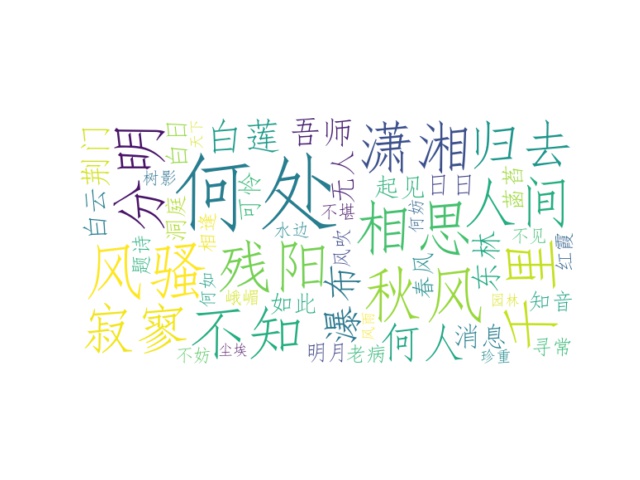 荆门
分明
白日
天下
白莲
吾师
潇湘
归去
白云
树影
何处
可怜
无人
起见
日日
菡萏
洞庭
相逢
不堪
何妨
人间
水边
相思
不见
题诗
风骚
残阳
风吹
春风
东林
千里
红霞
何如
峨嵋
如此
瀑布
秋风
园林
知音
寂寥
不知
风雨
何人
消息
寻常
不妨
尘埃
明月
老病
珍重